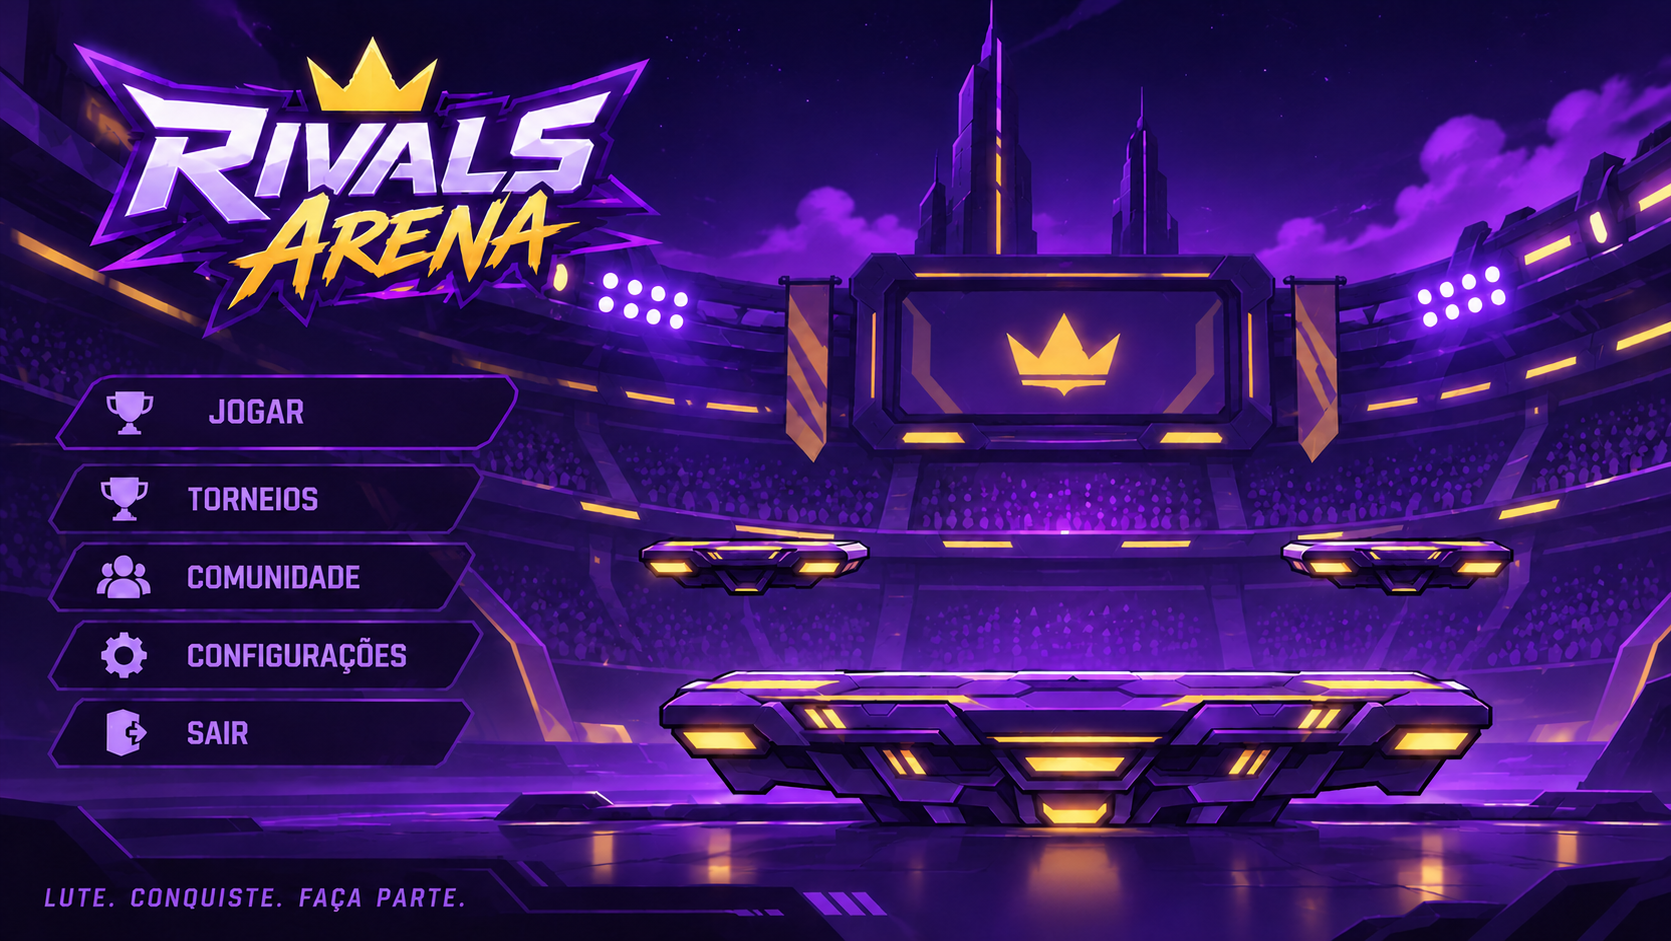 RIVALS
ARENA
JOGAR
TORNEIOS
COMUNIDADE
CONFIGURAÇÕES
SAIR
LUTE. CONQUISTE. FAÇA PARTE.